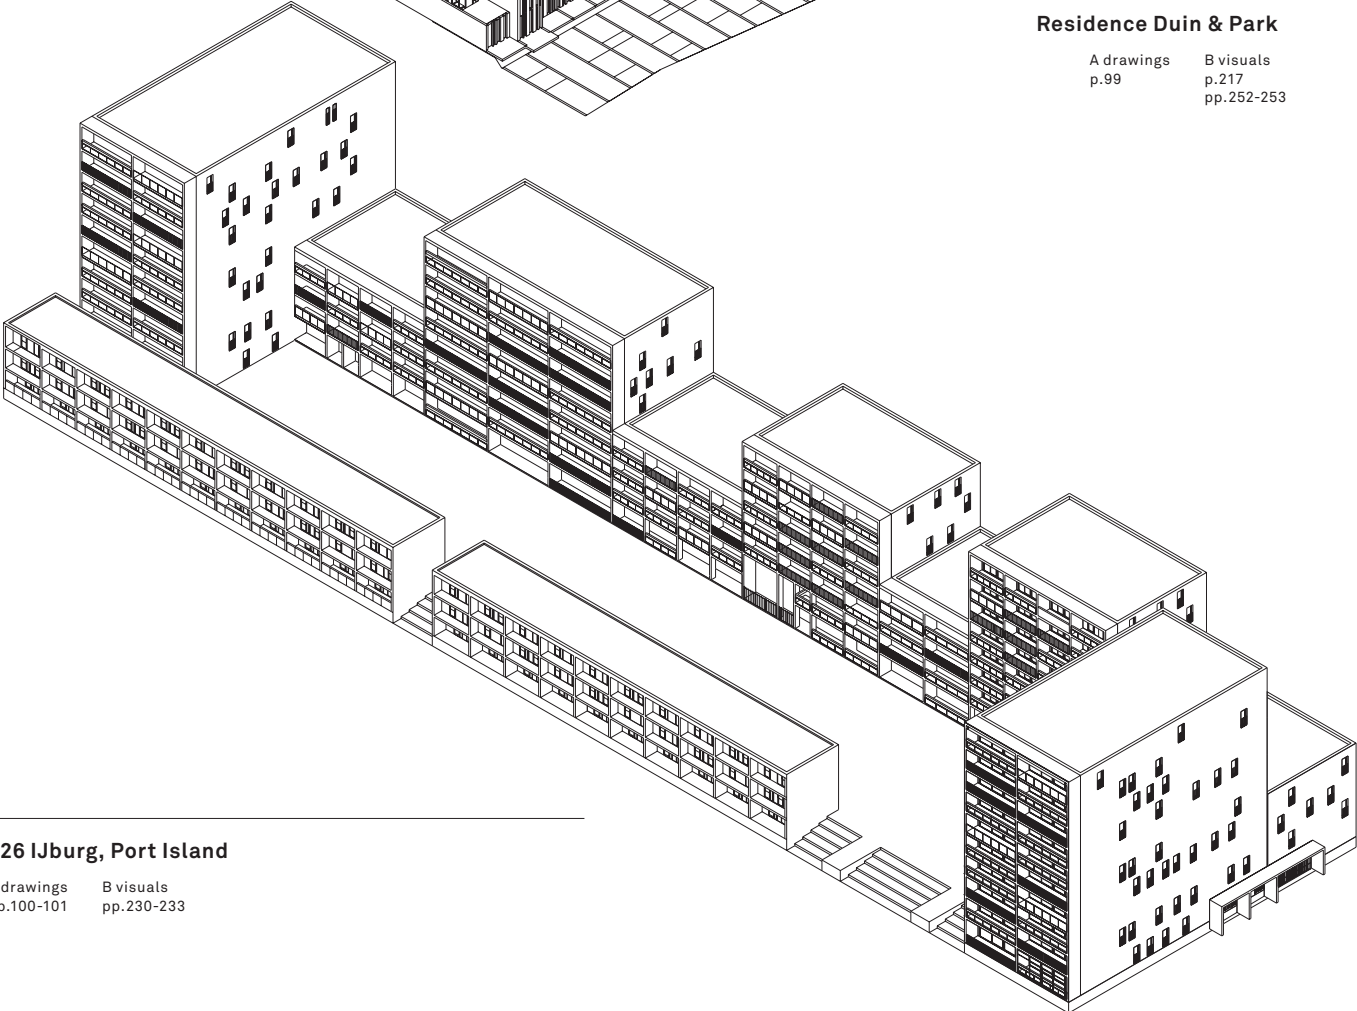 Residence Duin & Park
A drawings B visuals
p.99 p.217
pp.252-253
26 IJburg, Port Island
drawings B visuals
p.100-101 pp.230-233